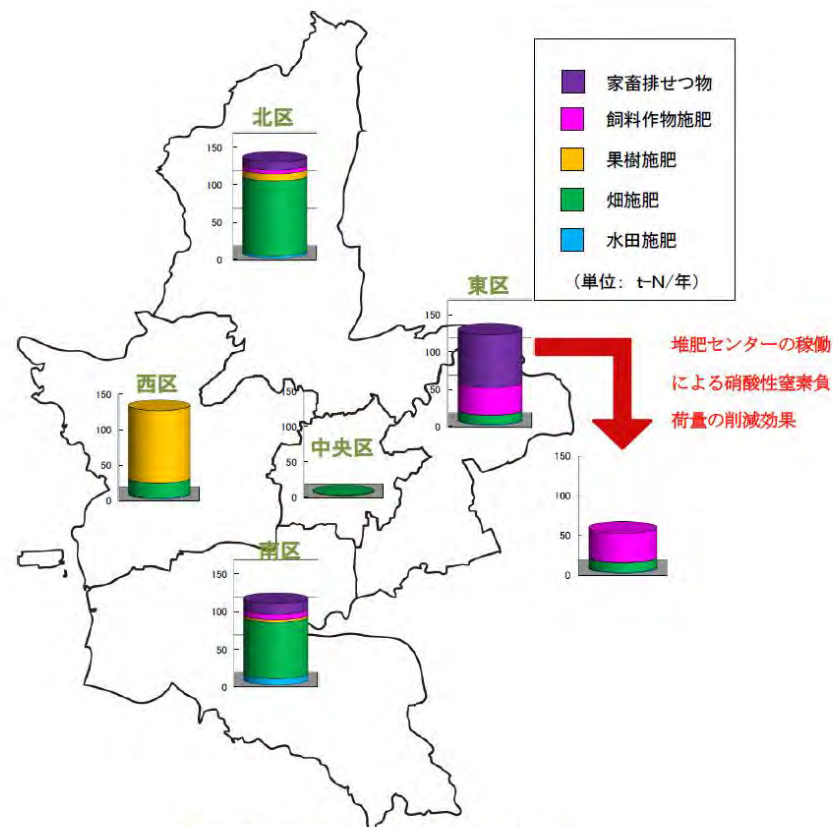 家畜排せつ物
飼料作物施肥
果樹施肥
畑施肥
水田施肥
(単位: t-N/年)
北区
150
100
50
0
東区
150
100
50
0
堆肥センターの稼働
による硝酸性窒素負
荷量の削減効果
西区
150
100
50
0
中央区
150
100
50
0
150
100
50
0
南区
150
100
50
0